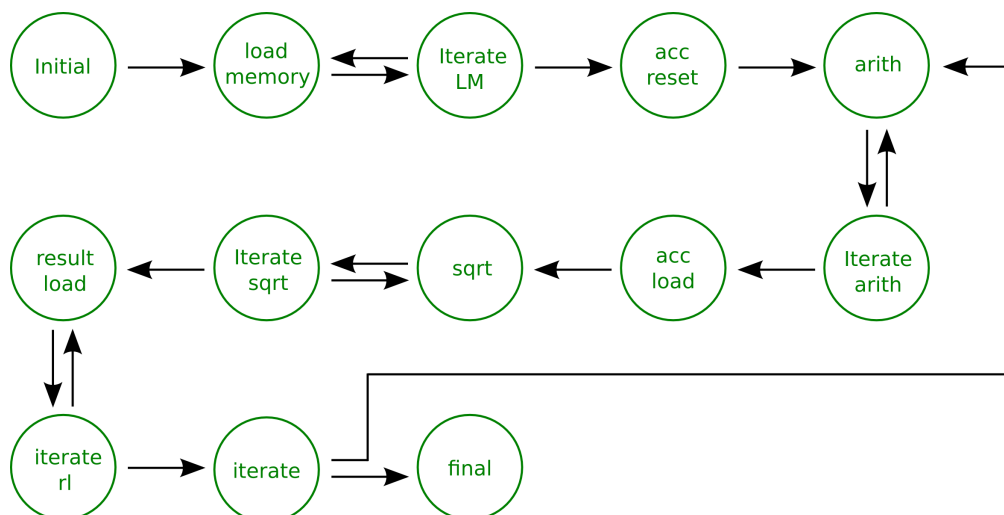 Initial
load
memory
Iterate
LM
acc
reset
arith
result
load
Iterate
sqrt
sqrt
acc
load
Iterate
arith
iterate
rl
iterate
final